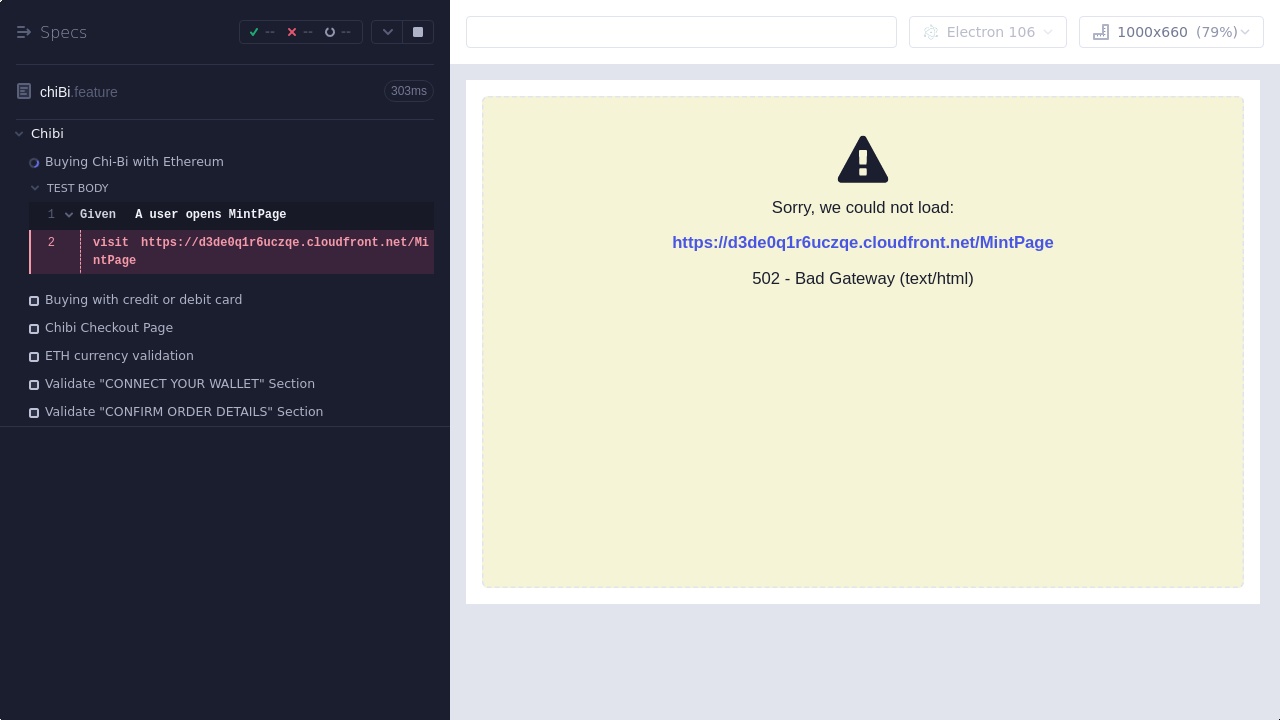 Specs
--
--
--
chiBi.feature
303ms
Chibi
Buying Chi-Bi with Ethereum
TEST BODY
1 Given A user opens MintPage
2 visit https://d3de0q1r6uczqe.cloudfront.net/Mi
ntPage
Buying with credit or debit card
Chibi Checkout Page
ETH currency validation
Validate "CONNECT YOUR WALLET" Section
Validate "CONFIRM ORDER DETAILS" Section
Electron 106
1000x660 (79%)
Sorry, we could not load:
https://d3de0q1r6uczqe.cloudfront.net/MintPage
502 - Bad Gateway (text/html)